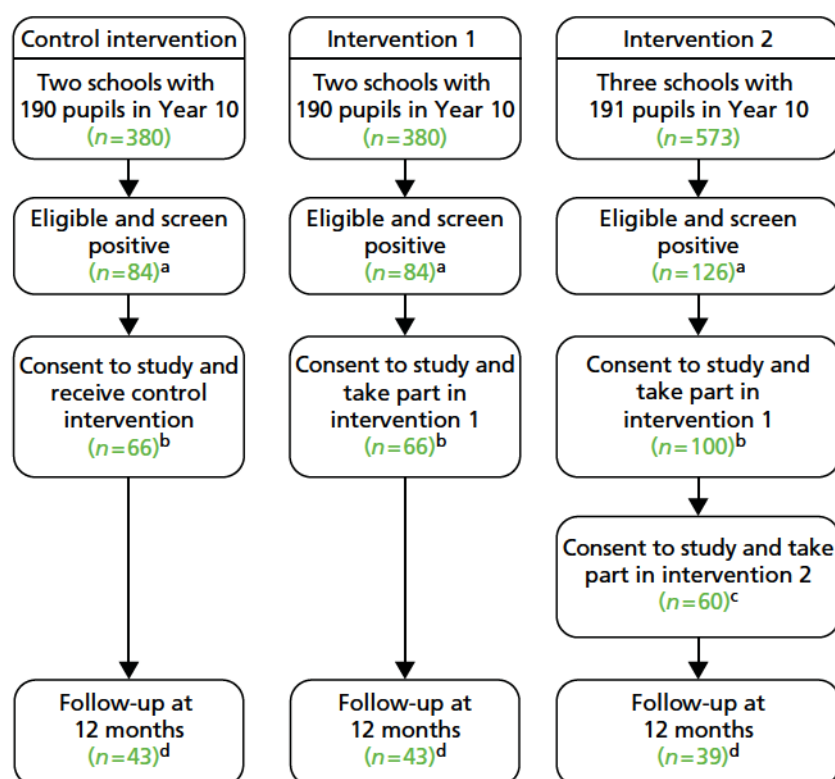 Control intervention
Two schools with
190 pupils in Year 10
(n=380)
Eligible and screen
positive
(n=84)a
Consent to study and
receive control
intervention
(n=66)b
Follow-up at
12 months
(n=43)d
Intervention 1
Two schools with
190 pupils in Year 10
(n=380)
Eligible and screen
positive
(n=84)a
Consent to study and
take part in
intervention 1
(n=66)b
Follow-up at
12 months
(n=43)d
Intervention 2
Three schools with
191 pupils in Year 10
(n=573)
Eligible and screen
positive
(n=126)a
Consent to study and
take part in
intervention 1
(n=100)b
Consent to study and take
part in intervention 2
(n=60)c
Follow-up at
12 months
(n=39)d